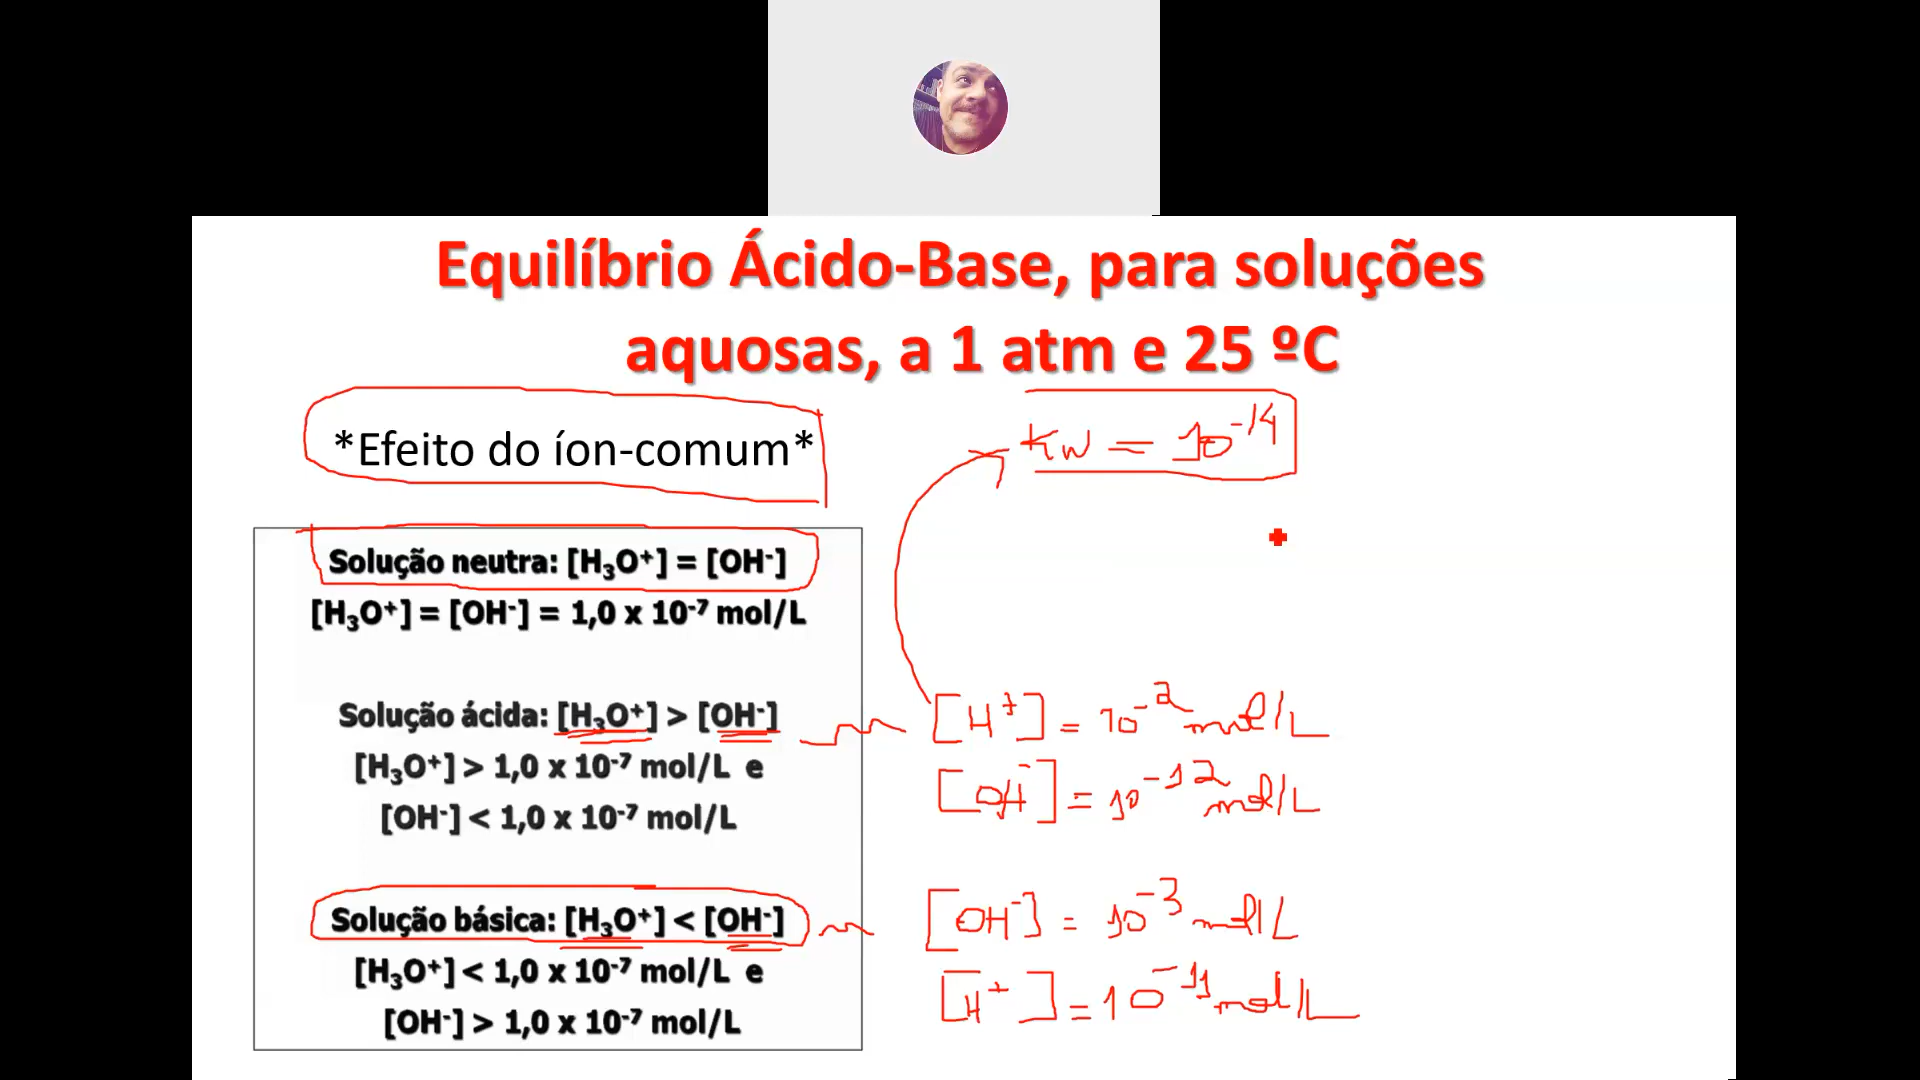 Equilíbrio Ácido-Base, para soluções
aquosas, a 1 atm e 25 ºC
*Efeito do íon-comum*
Kw = 10⁻¹⁴
Solução neutra: [H₃O⁺] = [OH⁻]
[H₃O⁺] = [OH⁻] = 1,0 x 10⁻⁷ mol/L
Solução ácida: [H₃O⁺] > [OH⁻]
[H₃O⁺] > 1,0 x 10⁻⁷ mol/L e
[OH⁻] < 1,0 x 10⁻⁷ mol/L
[H⁺] = 10⁻² mol/L
[OH⁻] = 10⁻¹² mol/L
Solução básica: [H₃O⁺] < [OH⁻]
[H₃O⁺] < 1,0 x 10⁻⁷ mol/L e
[OH⁻] > 1,0 x 10⁻⁷ mol/L
[OH⁻] = 10⁻³ mol/L
[H⁺] = 10⁻¹¹ mol/L